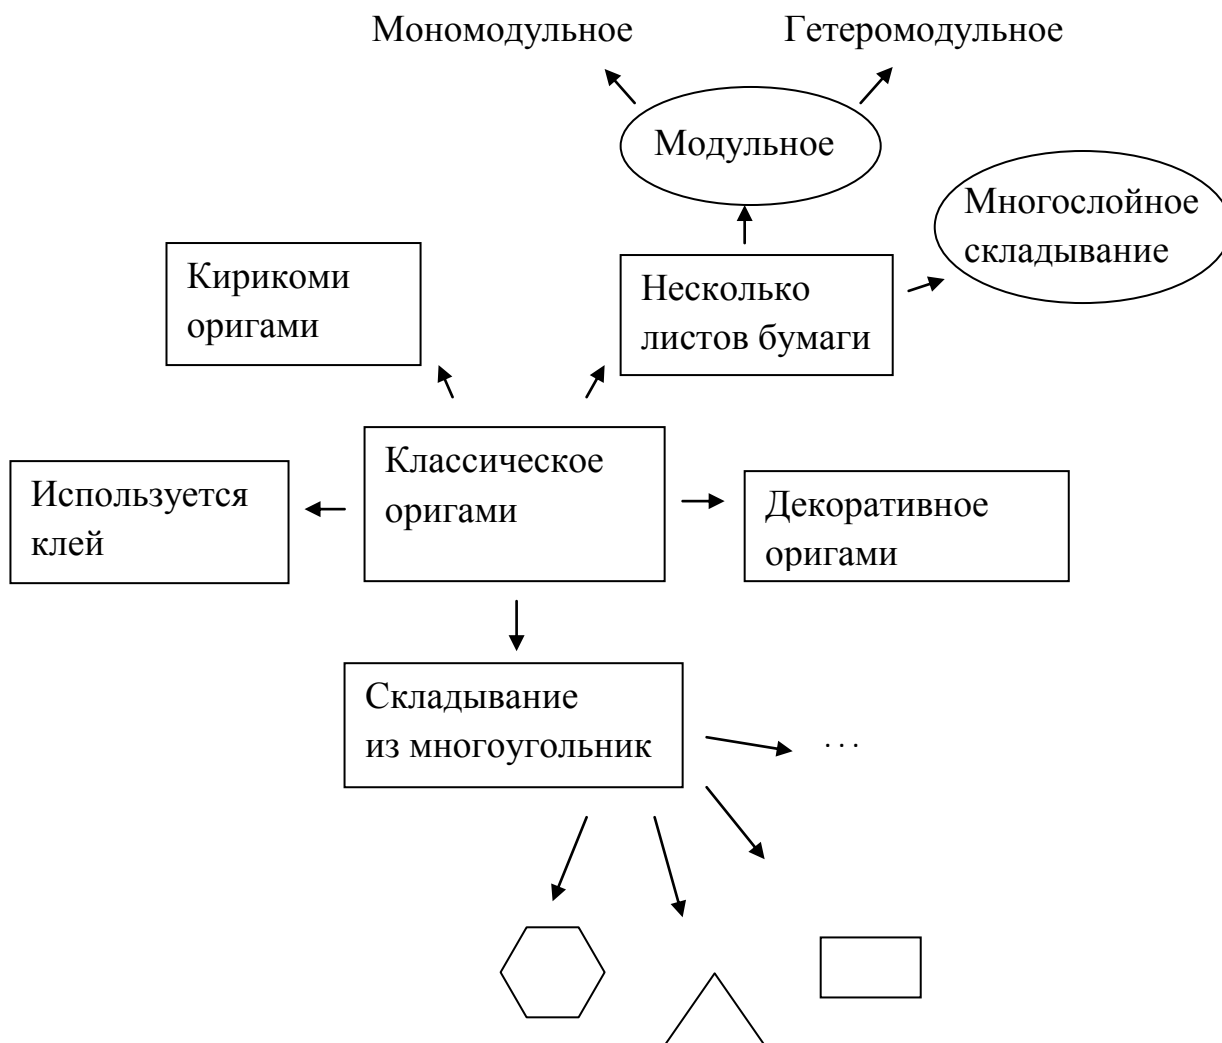 Мономодульное
Гетеромодульное
Модульное
Многослойное
складывание
Кирикоми
оригами
Несколько
листов бумаги
Классическое
оригами
Используется
клей
Декоративное
оригами
Складывание
из многоугольник
. . .